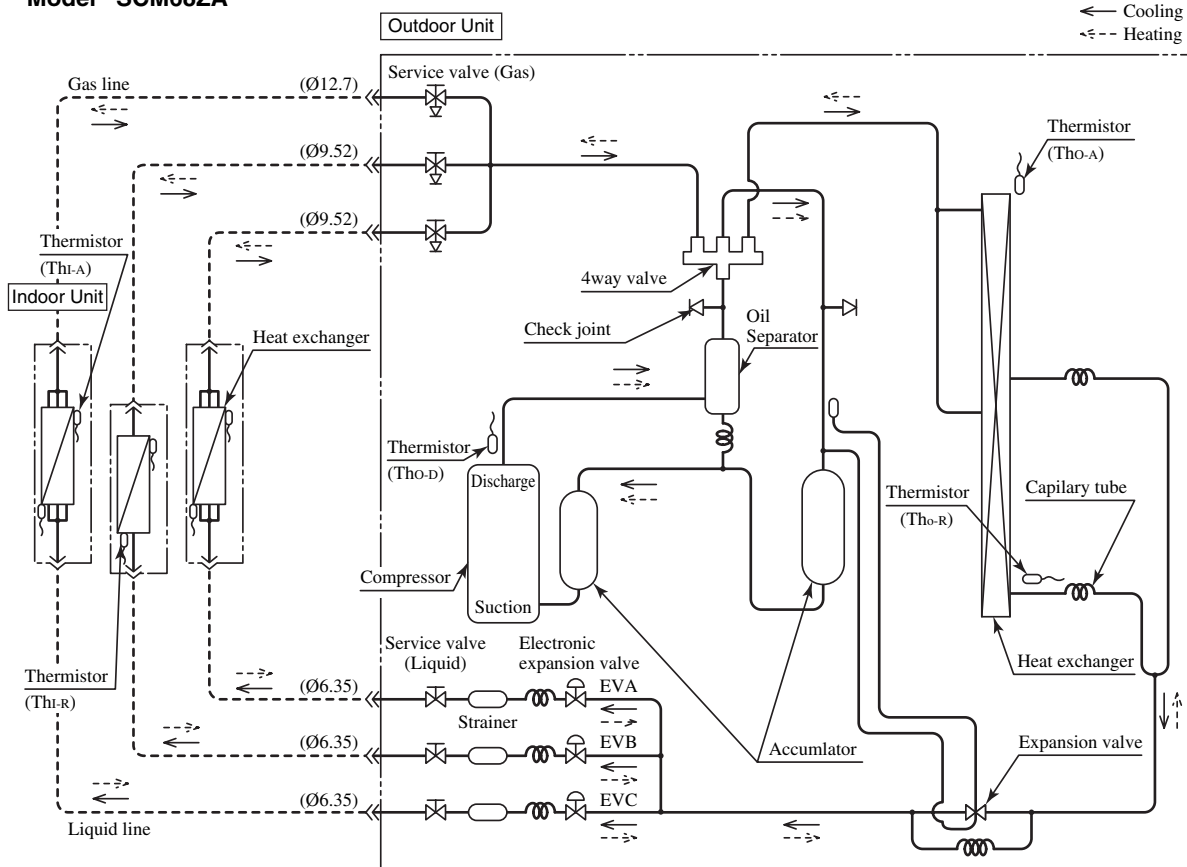 Model SCM68ZA
Outdoor Unit
Cooling
Heating
Gas line
(Ø12.7)
Service valve (Gas)
(Ø9.52)
(Ø9.52)
Thermistor
(ThO-A)
Thermistor
(ThI-A)
Indoor Unit
Heat exchanger
4way valve
Check joint
Oil
Separator
Thermistor
(ThO-D)
Discharge
Compressor
Suction
Thermistor
(Tho-R)
Capilary tube
Heat exchanger
Service valve
(Liquid)
Electronic
expansion valve
Thermistor
(ThI-R)
(Ø6.35)
EVA
Strainer
(Ø6.35)
EVB
Accumlator
Expansion valve
(Ø6.35)
EVC
Liquid line